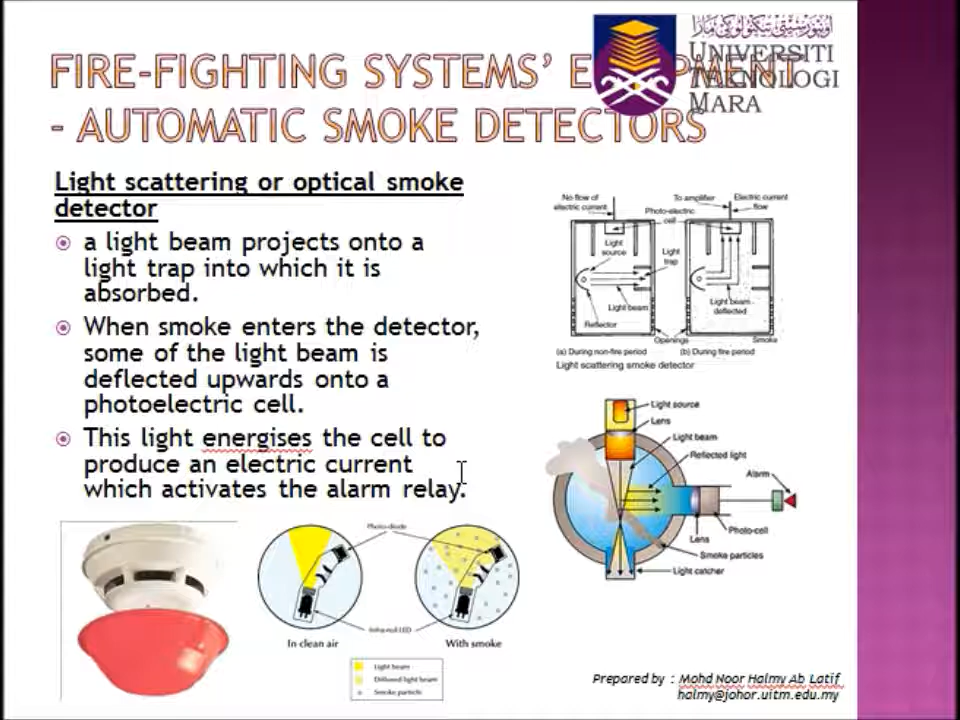 FIRE-FIGHTING SYSTEMS' EQUIPMENT
- AUTOMATIC SMOKE DETECTORS
اونيۏرسيتي تيكنولوݢي مارا
UNIVERSITI
TEKNOLOGI
MARA
Light scattering or optical smoke
detector
a light beam projects onto a
light trap into which it is
absorbed.
When smoke enters the detector,
some of the light beam is
deflected upwards onto a
photoelectric cell.
This light energises the cell to
produce an electric current
which activates the alarm relay.
No flow of
electric current
To amplifier
Electric current
flow
Photo-electric
cell
Light
source
Light
trap
Light beam
Reflector
Light beam
deflected
Openings
Smoke
(a) During non-fire period
(b) During fire period
Light scattering smoke detector
Light source
Lens
Light beam
Reflected light
Alarm
Photo-cell
Lens
Smoke particles
Light catcher
Photo-diode
Infra-red LED
In clean air
With smoke
Light beam
Diffused light beam
Smoke particle
Prepared by : Mohd Noor Halmy Ab Latif
halmy@johor.uitm.edu.my